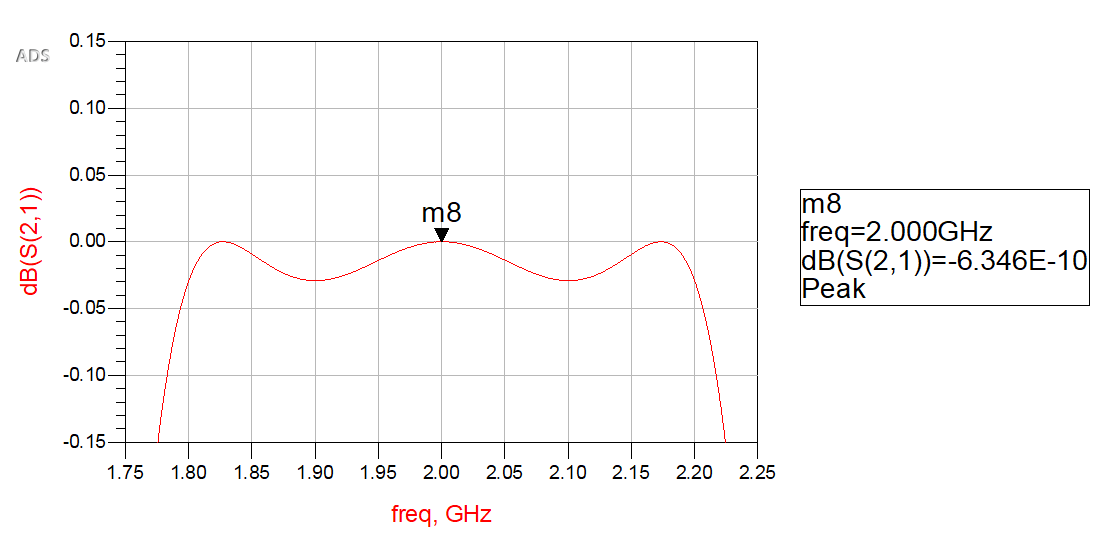 ADS
0.15
0.10
0.05
0.00
-0.05
-0.10
-0.15
dB(S(2,1))
m8
1.75 1.80 1.85 1.90 1.95 2.00 2.05 2.10 2.15 2.20 2.25
freq, GHz
m8
freq=2.000GHz
dB(S(2,1))=-6.346E-10
Peak